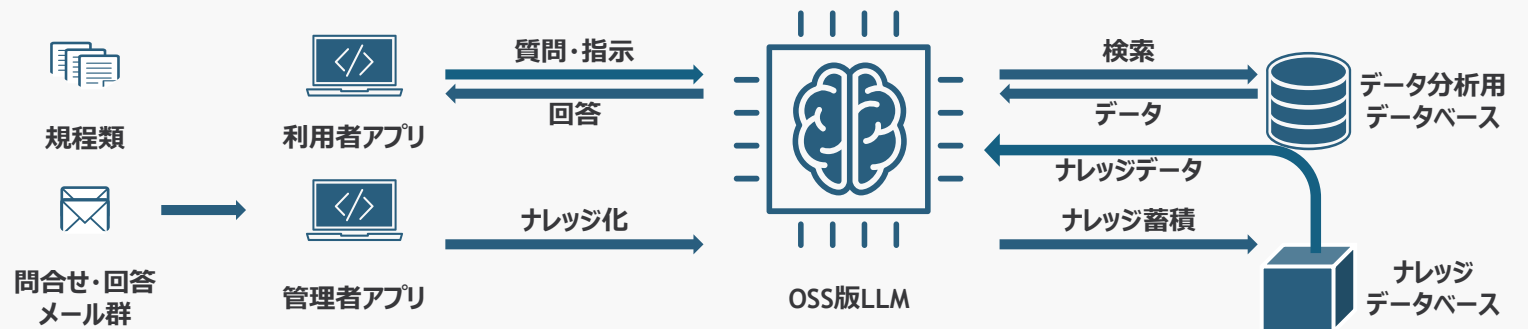 規程類
問合せ・回答
メール群
</>
利用者アプリ
</>
管理者アプリ
質問・指示
回答
ナレッジ化
OSS版LLM
検索
データ
ナレッジデータ
ナレッジ蓄積
データ分析用
データベース
ナレッジ
データベース